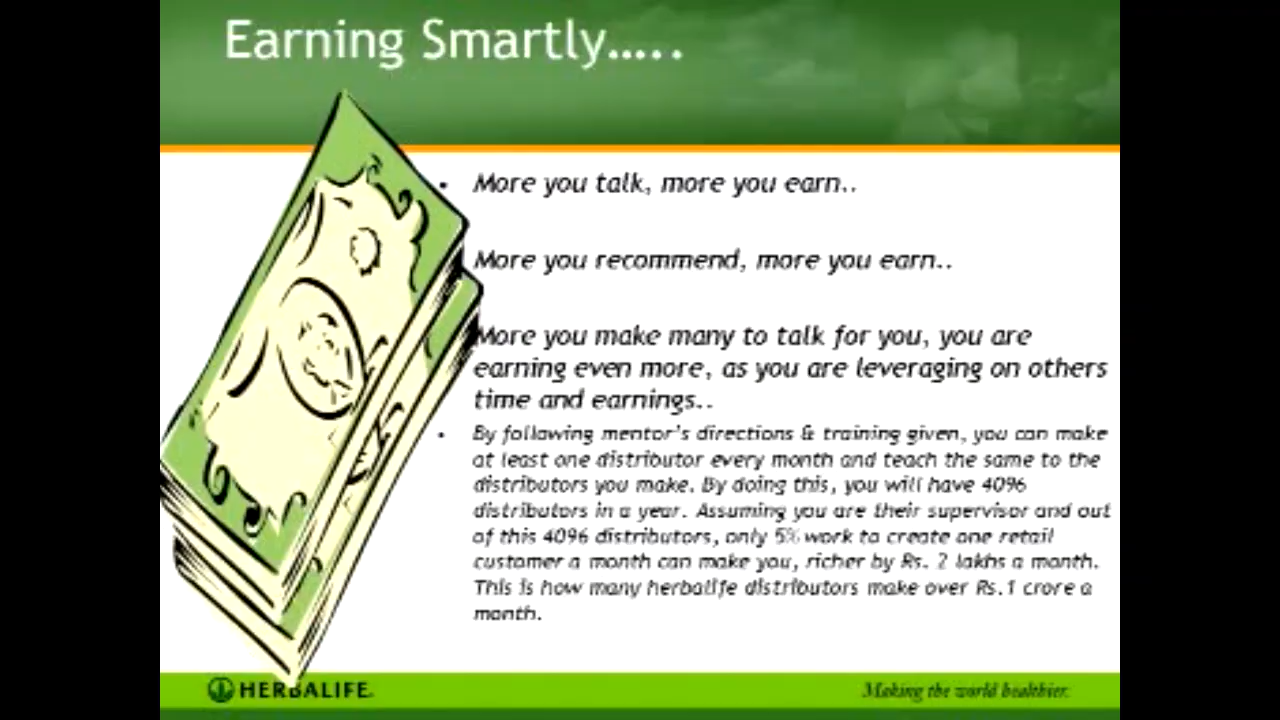 Earning Smartly.....
• More you talk, more you earn..
More you recommend, more you earn..
More you make many to talk for you, you are
earning even more, as you are leveraging on others
time and earnings..
• By following mentor's directions & training given, you can make
at least one distributor every month and teach the same to the
distributors you make. By doing this, you will have 4096
distributors in a year. Assuming you are their supervisor and out
of this 4096 distributors, only 5% work to create one retail
customer a month can make you, richer by Rs. 2 lakhs a month.
This is how many herbalife distributors make over Rs.1 crore a
month.
HERBALIFE.
Making the world healthier.